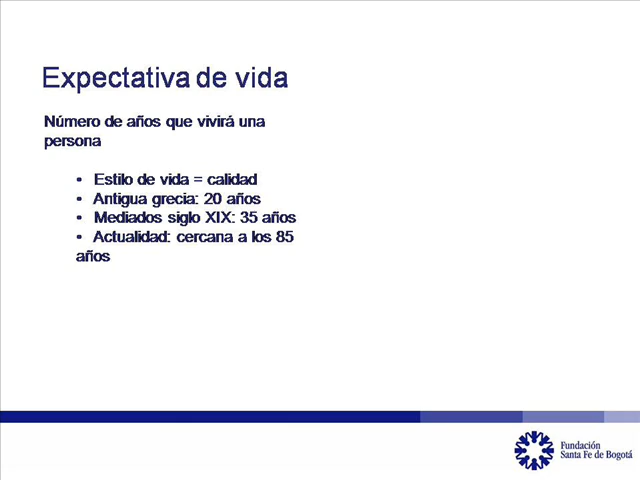 Expectativa de vida
Número de años que vivirá una
persona
• Estilo de vida = calidad
• Antigua grecia: 20 años
• Mediados siglo XIX: 35 años
• Actualidad: cercana a los 85
años
Fundación
Santa Fe de Bogotá